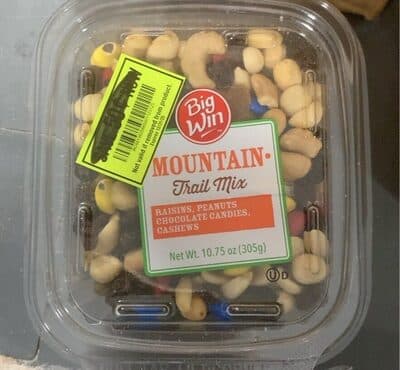 Not valid if removed from product
Big
Win
MOUNTAIN
Trail Mix
RAISINS, PEANUTS
CHOCOLATE CANDIES,
CASHEWS
Net Wt. 10.75 oz (305g)
U D